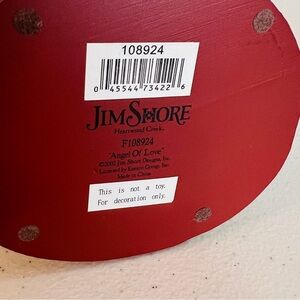 108924
0 45544 73422 6
JIM SHORE
Heartwood Creek
F108924
"Angel Of Love"
©2002 Jim Shore Designs, Inc.
Licensed by Enesco Group, Inc.
Made in China
This is not a toy.
For decoration only.